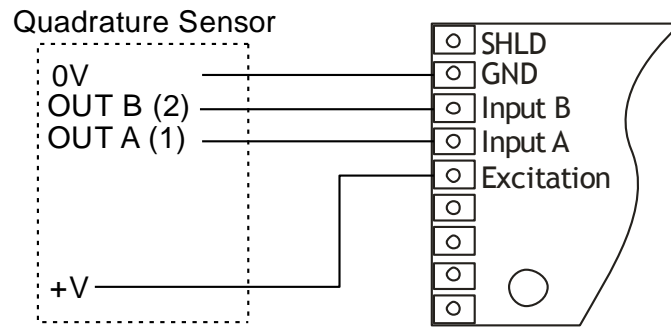 Quadrature Sensor
0V
OUT B (2)
OUT A (1)
+V
SHLD
GND
Input B
Input A
Excitation